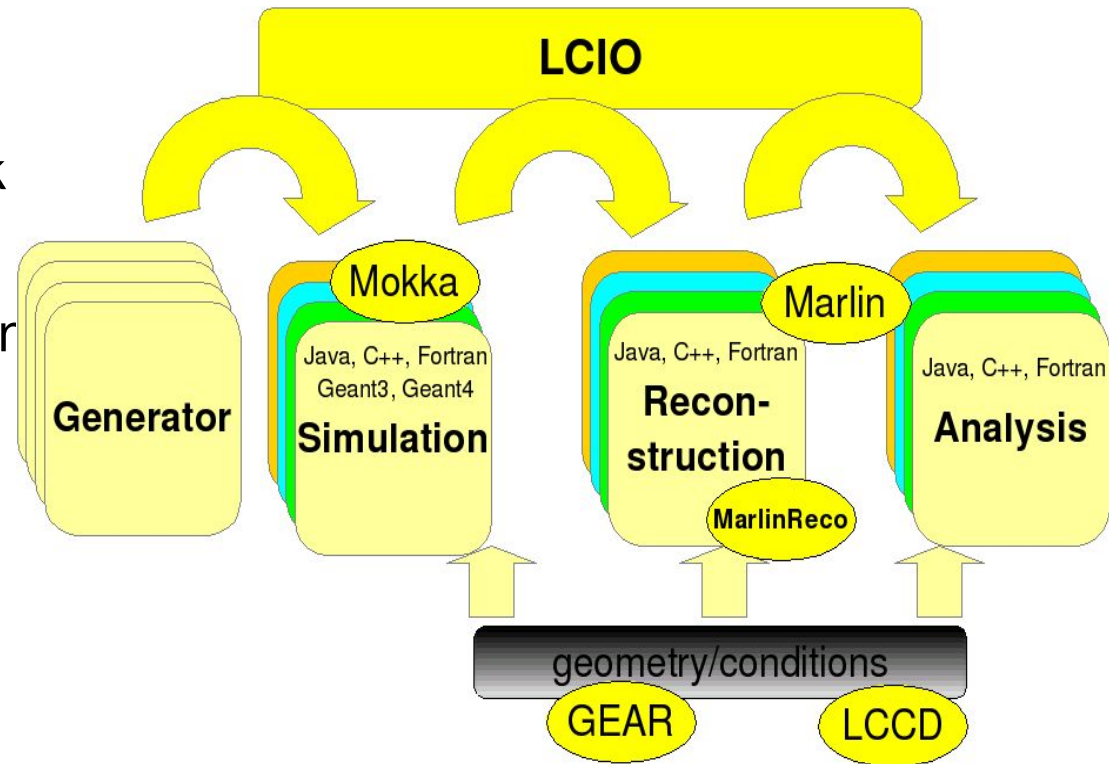 LCIO
k
r
Mokka
Marlin
Java, C++, Fortran
Geant3, Geant4
Simulation
Generator
Java, C++, Fortran
Recon-
struction
MarlinReco
Java, C++, Fortran
Analysis
geometry/conditions
GEAR
LCCD